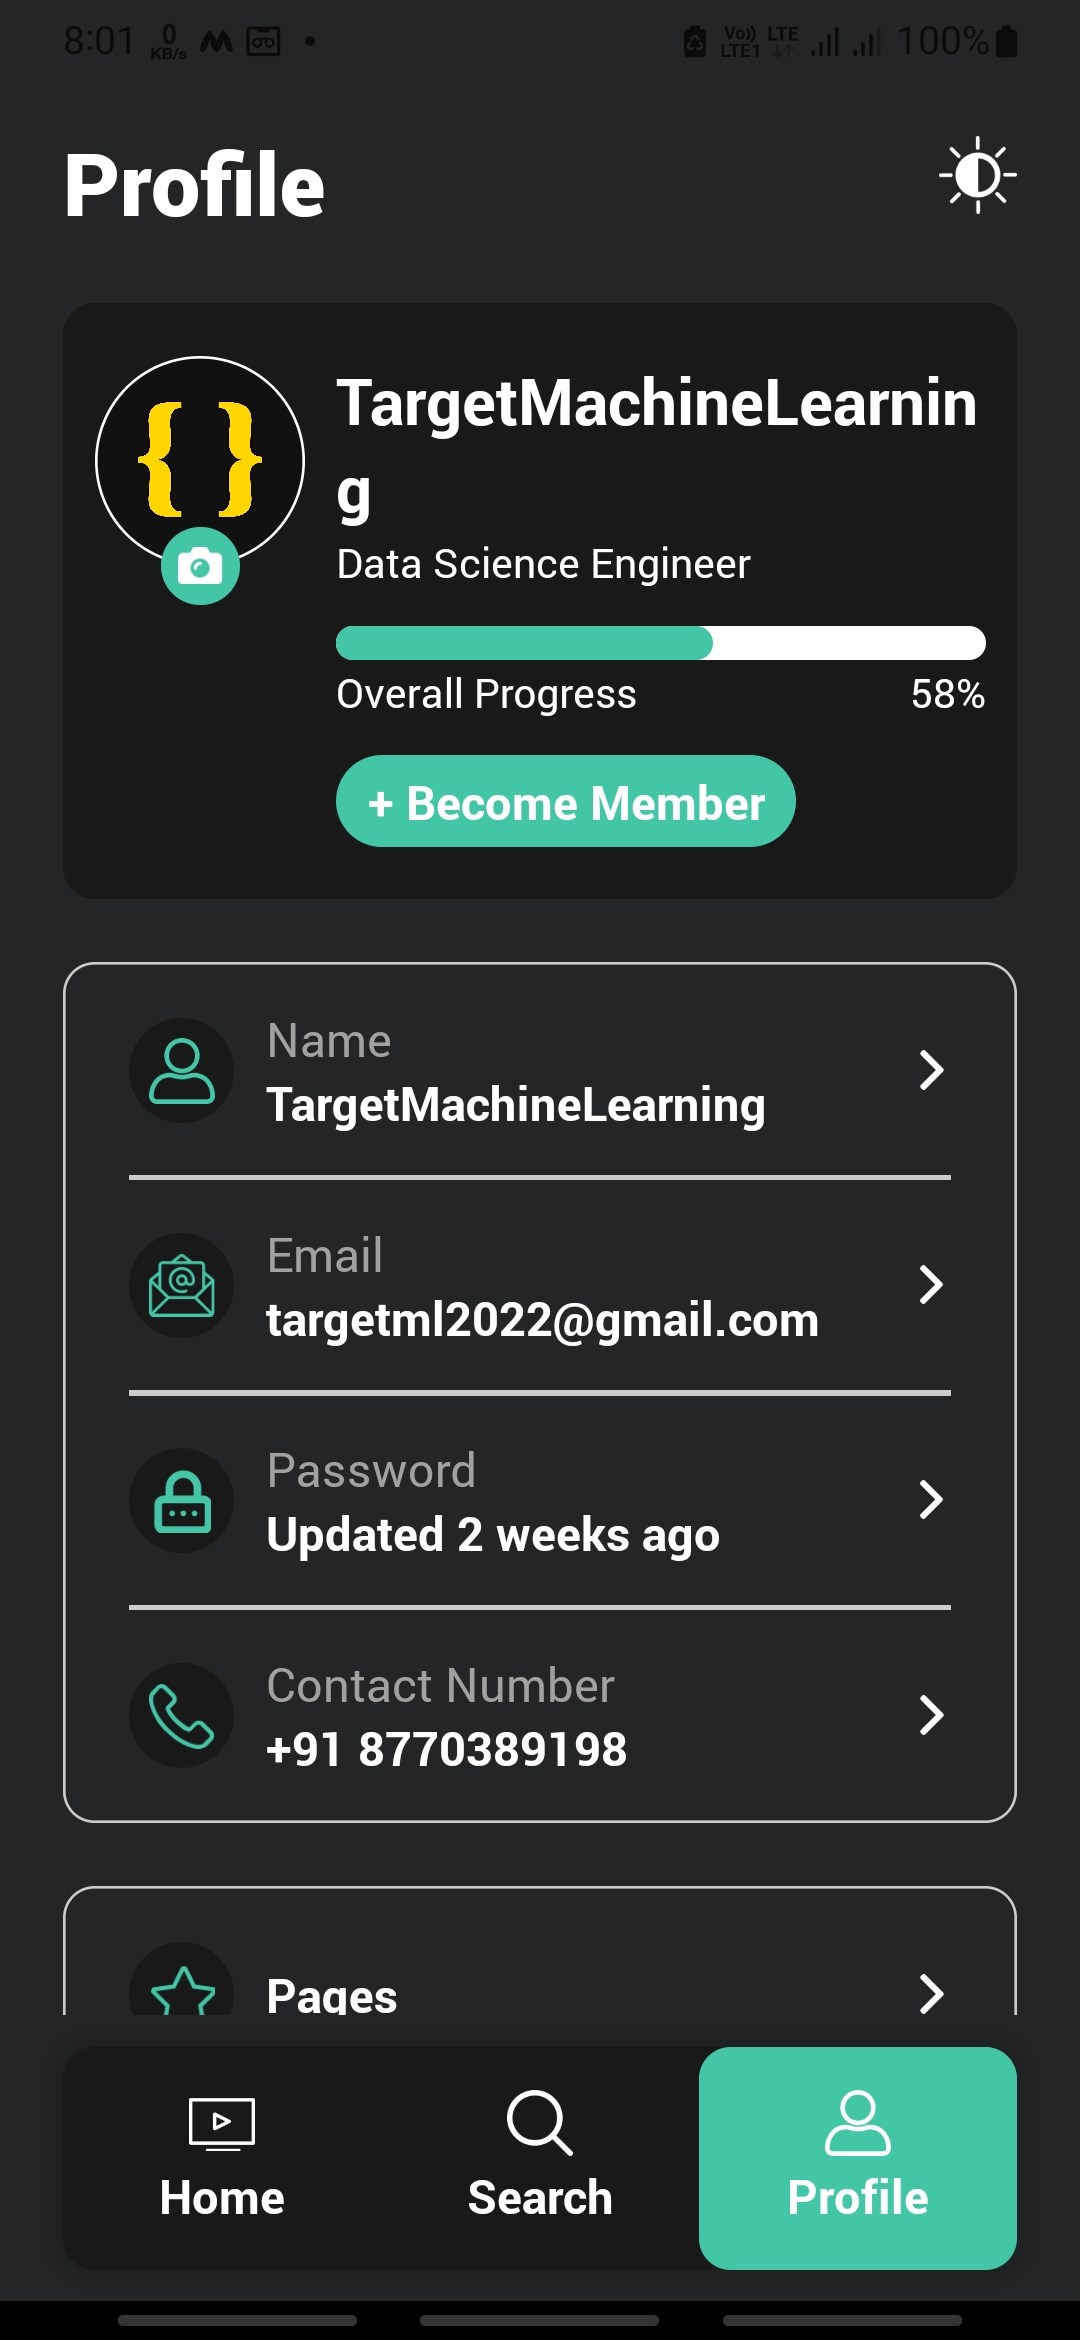 8:01 0 KB/s Vo)) LTE1 LTE 100%
Profile
{ }
TargetMachineLearnin
g
Data Science Engineer
Overall Progress 58%
+ Become Member
Name
TargetMachineLearning
Email
@
targetml2022@gmail.com
Password
Updated 2 weeks ago
Contact Number
+91 8770389198
Pages
Home Search Profile